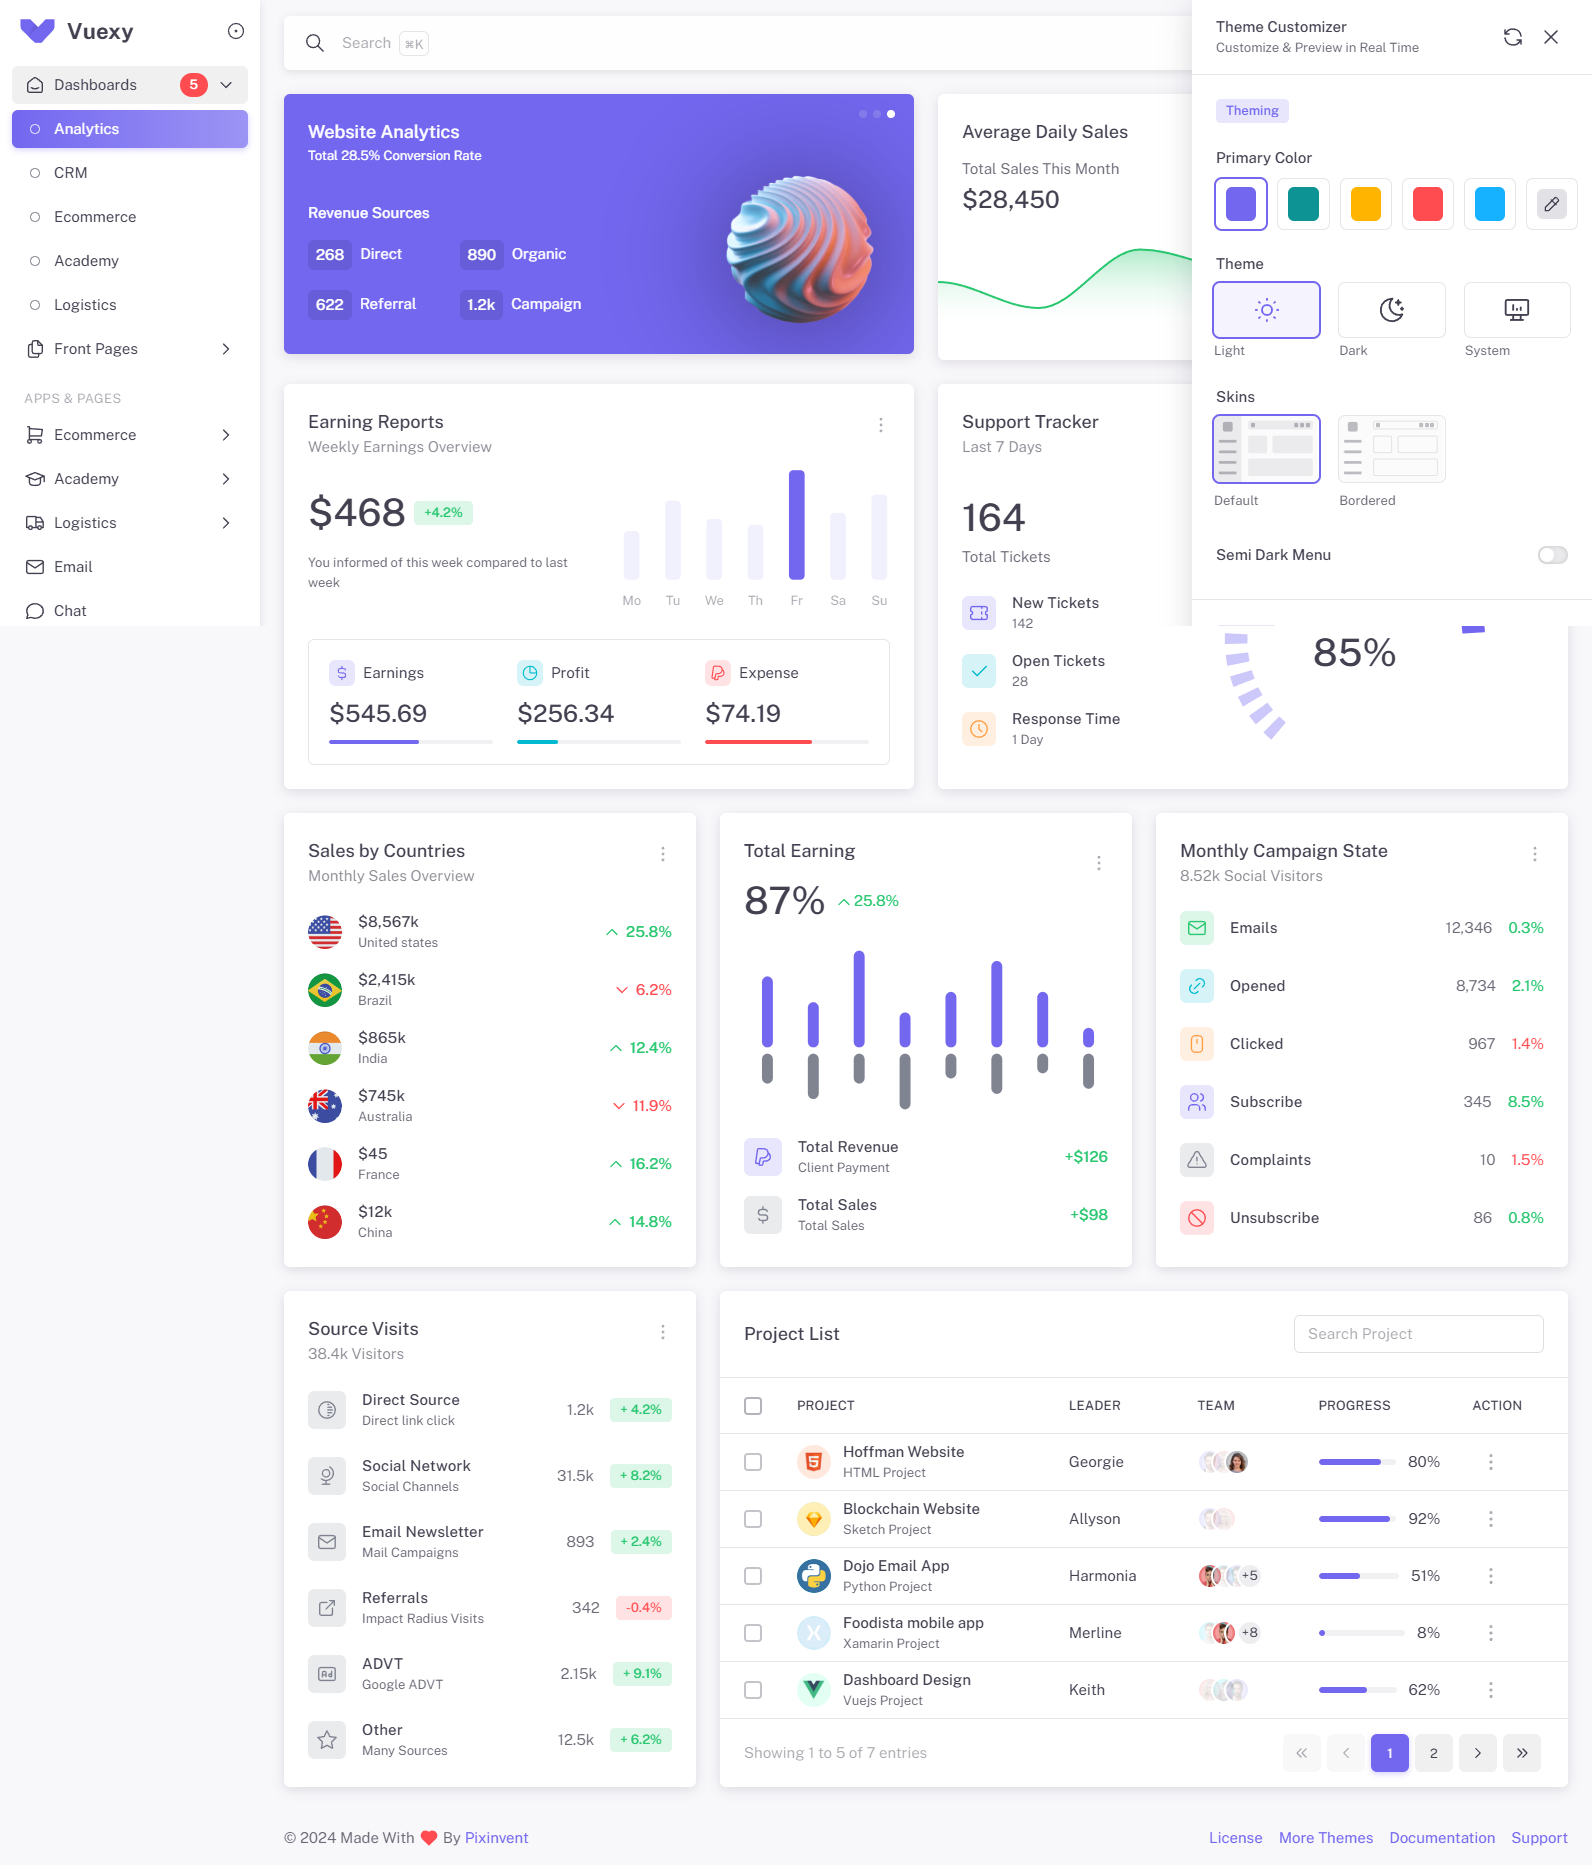 Vuexy
Dashboards 5
Analytics
CRM
Ecommerce
Academy
Logistics
Front Pages
APPS & PAGES
Ecommerce
Academy
Logistics
Email
Chat
Search ⌘K
Website Analytics
Total 28.5% Conversion Rate
Revenue Sources
268 Direct 890 Organic
622 Referral 1.2k Campaign
Average Daily Sales
Total Sales This Month
$28,450
Theme Customizer
Customize & Preview in Real Time
Theming
Primary Color
Theme
Light Dark System
Skins
Default Bordered
Semi Dark Menu
Earning Reports
Weekly Earnings Overview
$468 +4.2%
You informed of this week compared to last
week
Mo Tu We Th Fr Sa Su
Earnings Profit Expense
$545.69 $256.34 $74.19
Support Tracker
Last 7 Days
164
Total Tickets
New Tickets
142
Open Tickets
28
Response Time
1 Day
85%
Sales by Countries
Monthly Sales Overview
$8,567k
United states
25.8%
$2,415k
Brazil
6.2%
$865k
India
12.4%
$745k
Australia
11.9%
$45
France
16.2%
$12k
China
14.8%
Total Earning
87% 25.8%
Total Revenue
Client Payment
+$126
Total Sales
Total Sales
+$98
Monthly Campaign State
8.52k Social Visitors
Emails 12,346 0.3%
Opened 8,734 2.1%
Clicked 967 1.4%
Subscribe 345 8.5%
Complaints 10 1.5%
Unsubscribe 86 0.8%
Source Visits
38.4k Visitors
Direct Source
Direct link click
1.2k + 4.2%
Social Network
Social Channels
31.5k + 8.2%
Email Newsletter
Mail Campaigns
893 + 2.4%
Referrals
Impact Radius Visits
342 -0.4%
Ad
ADVT
Google ADVT
2.15k + 9.1%
Other
Many Sources
12.5k + 6.2%
Project List
Search Project
PROJECT LEADER TEAM PROGRESS ACTION
Hoffman Website
HTML Project
Georgie 80%
Blockchain Website
Sketch Project
Allyson 92%
Dojo Email App
Python Project
Harmonia +5 51%
Foodista mobile app
Xamarin Project
Merline +8 8%
Dashboard Design
Vuejs Project
Keith 62%
Showing 1 to 5 of 7 entries
1 2
© 2024 Made With By Pixinvent
License More Themes Documentation Support